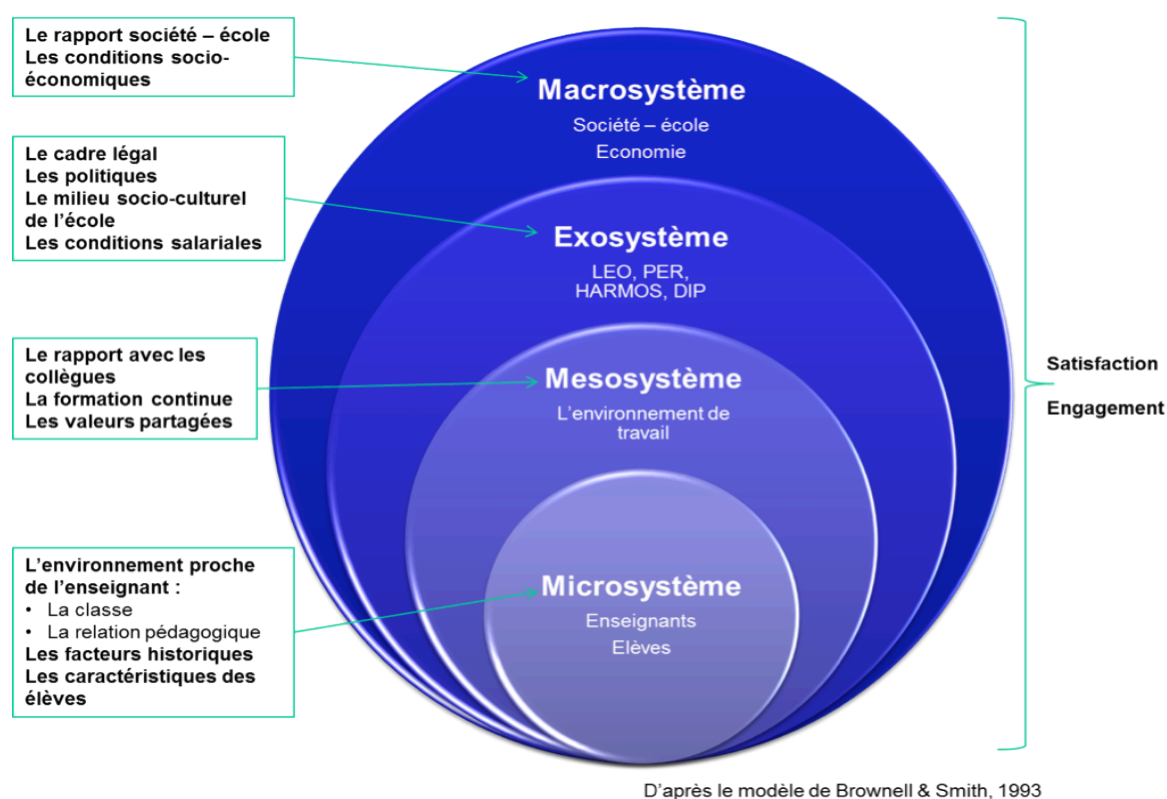 Le rapport société – école
Les conditions socio-
économiques
Macrosystème
Société – école
Economie
Le cadre légal
Les politiques
Le milieu socio-culturel
de l'école
Les conditions salariales
Exosystème
LEO, PER,
HARMOS, DIP
Le rapport avec les
collègues
La formation continue
Les valeurs partagées
Mesosystème
L'environnement de
travail
L'environnement proche
de l'enseignant :
• La classe
• La relation pédagogique
Les facteurs historiques
Les caractéristiques des
élèves
Microsystème
Enseignants
Elèves
Satisfaction
Engagement
D'après le modèle de Brownell & Smith, 1993